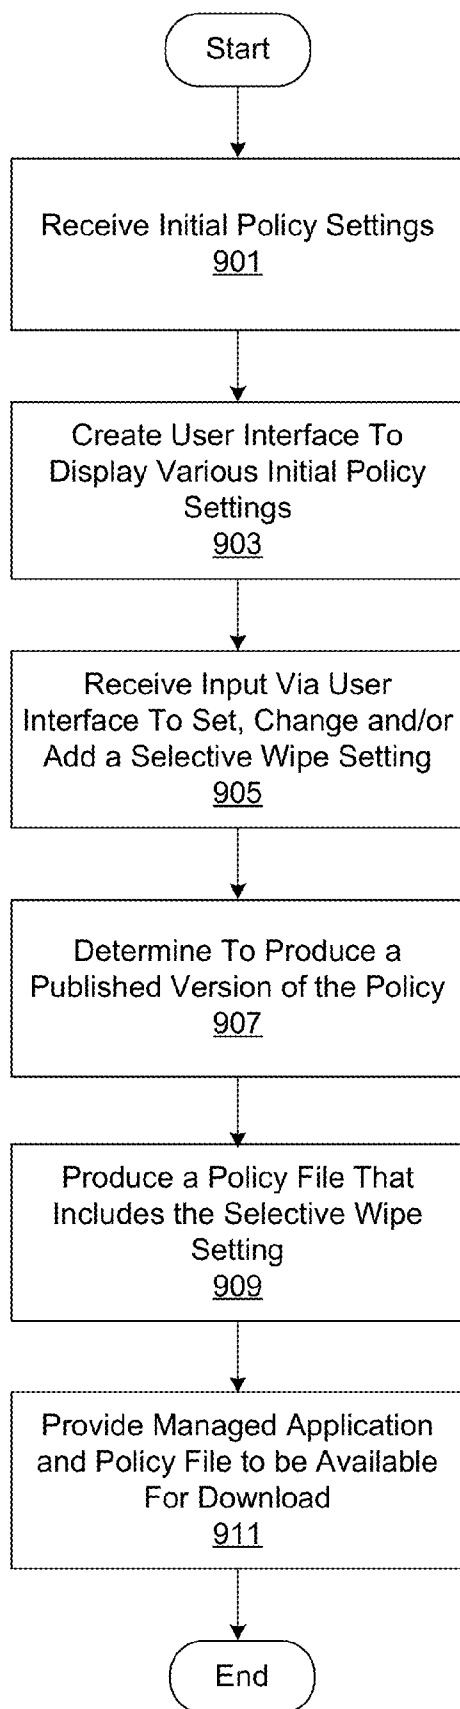 Start
Receive Initial Policy Settings
901
Create User Interface To
Display Various Initial Policy
Settings
903
Receive Input Via User
Interface To Set, Change and/or
Add a Selective Wipe Setting
905
Determine To Produce a
Published Version of the Policy
907
Produce a Policy File That
Includes the Selective Wipe
Setting
909
Provide Managed Application
and Policy File to be Available
For Download
911
End